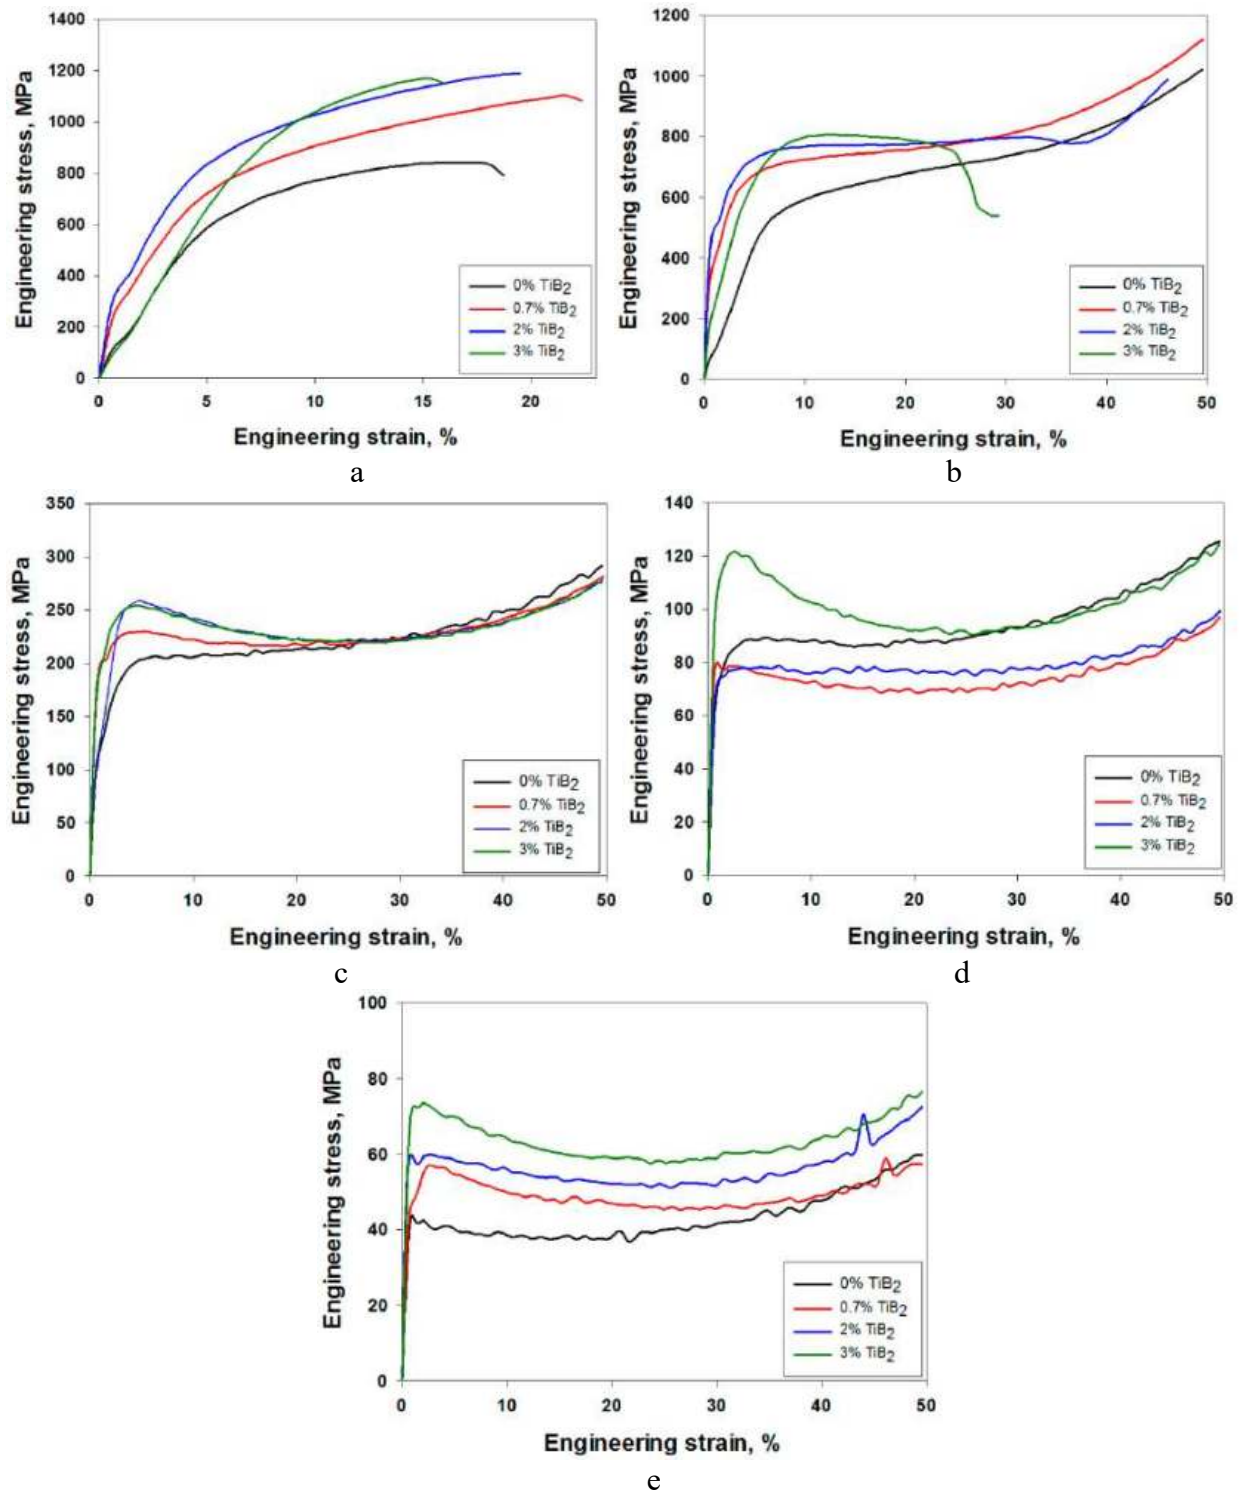 1400
1200
1000
800
600
400
200
0
Engineering stress, MPa
0 5 10 15 20
Engineering strain, %
0% TiB2
0.7% TiB2
2% TiB2
3% TiB2
a
1200
1000
800
600
400
200
0
Engineering stress, MPa
0 10 20 30 40 50
Engineering strain, %
0% TiB2
0.7% TiB2
2% TiB2
3% TiB2
b
350
300
250
200
150
100
50
0
Engineering stress, MPa
0 10 20 30 40 50
Engineering strain, %
0% TiB2
0.7% TiB2
2% TiB2
3% TiB2
c
140
120
100
80
60
40
20
0
Engineering stress, MPa
0 10 20 30 40 50
Engineering strain, %
0% TiB2
0.7% TiB2
2% TiB2
3% TiB2
d
100
80
60
40
20
0
Engineering stress, MPa
0 10 20 30 40 50
Engineering strain, %
0% TiB2
0.7% TiB2
2% TiB2
3% TiB2
e